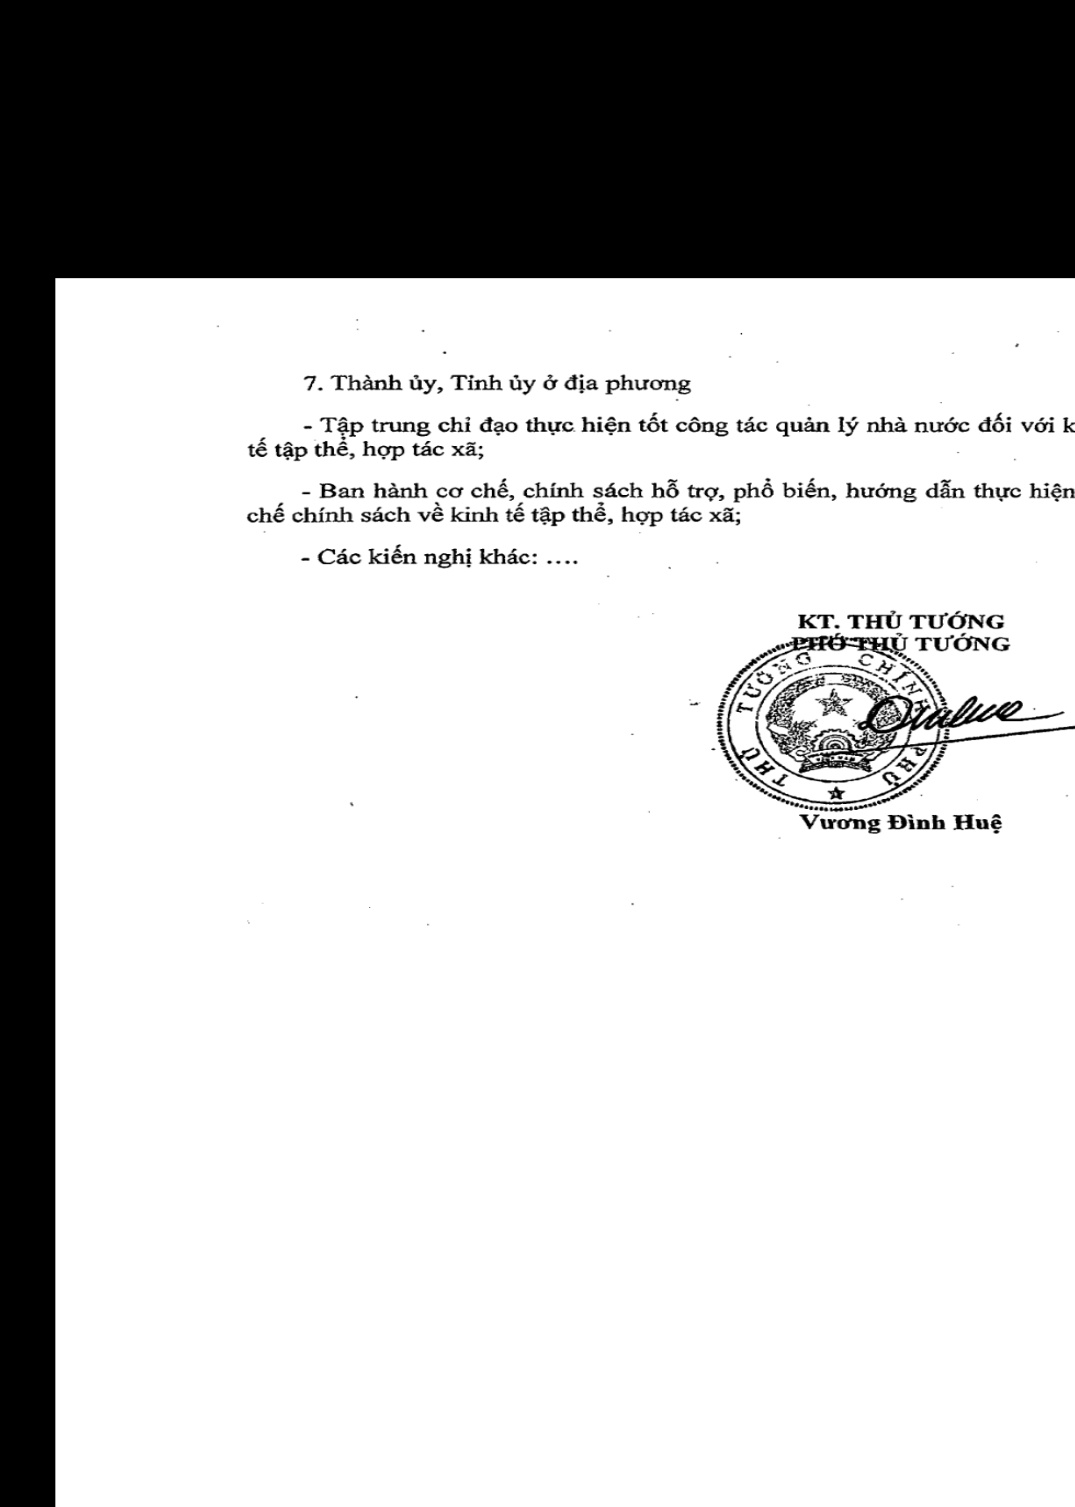 7. Thành ủy, Tỉnh ủy ở địa phương
- Tập trung chỉ đạo thực hiện tốt công tác quản lý nhà nước đối với
tế tập thể, hợp tác xã;
- Ban hành cơ chế, chính sách hỗ trợ, phổ biến, hướng dẫn thực hiện
chế chính sách về kinh tế tập thể, hợp tác xã;
- Các kiến nghị khác: ....
KT. THỦ TƯỚNG
PHÓ THỦ TƯỚNG
THỦ TƯỚNG CHÍNH PHỦ
Vương Đình Huệ